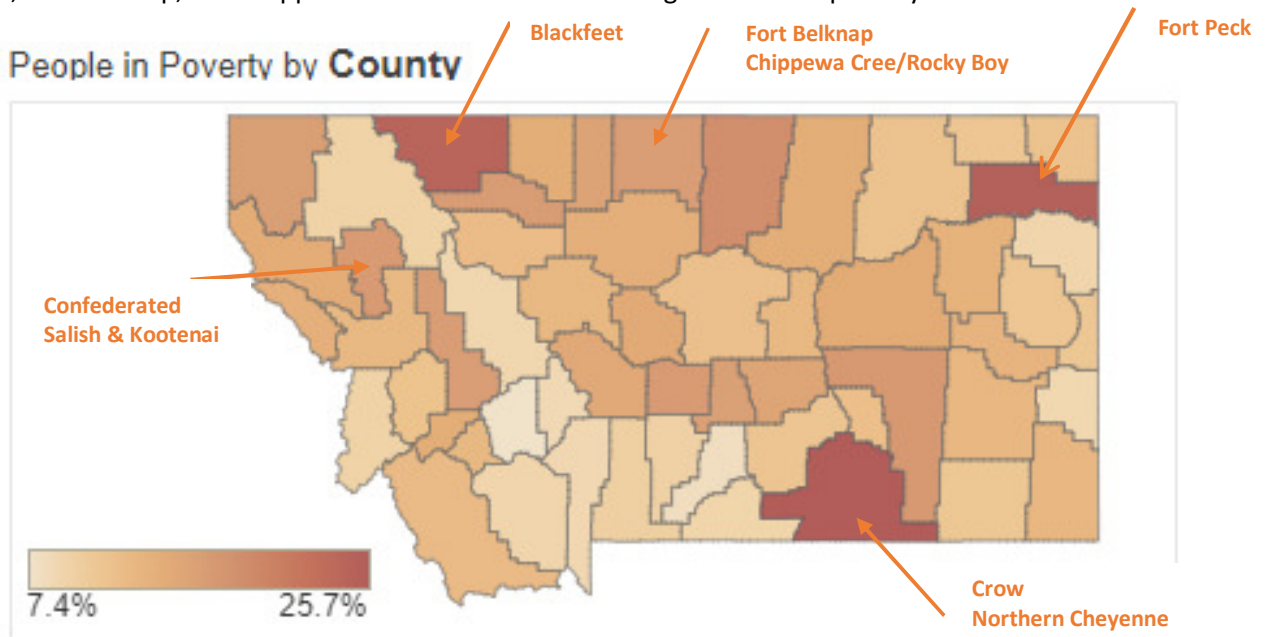 Blackfeet
Fort Belknap
Chippewa Cree/Rocky Boy
Fort Peck
People in Poverty by County
Confederated
Salish & Kootenai
7.4%
25.7%
Crow
Northern Cheyenne